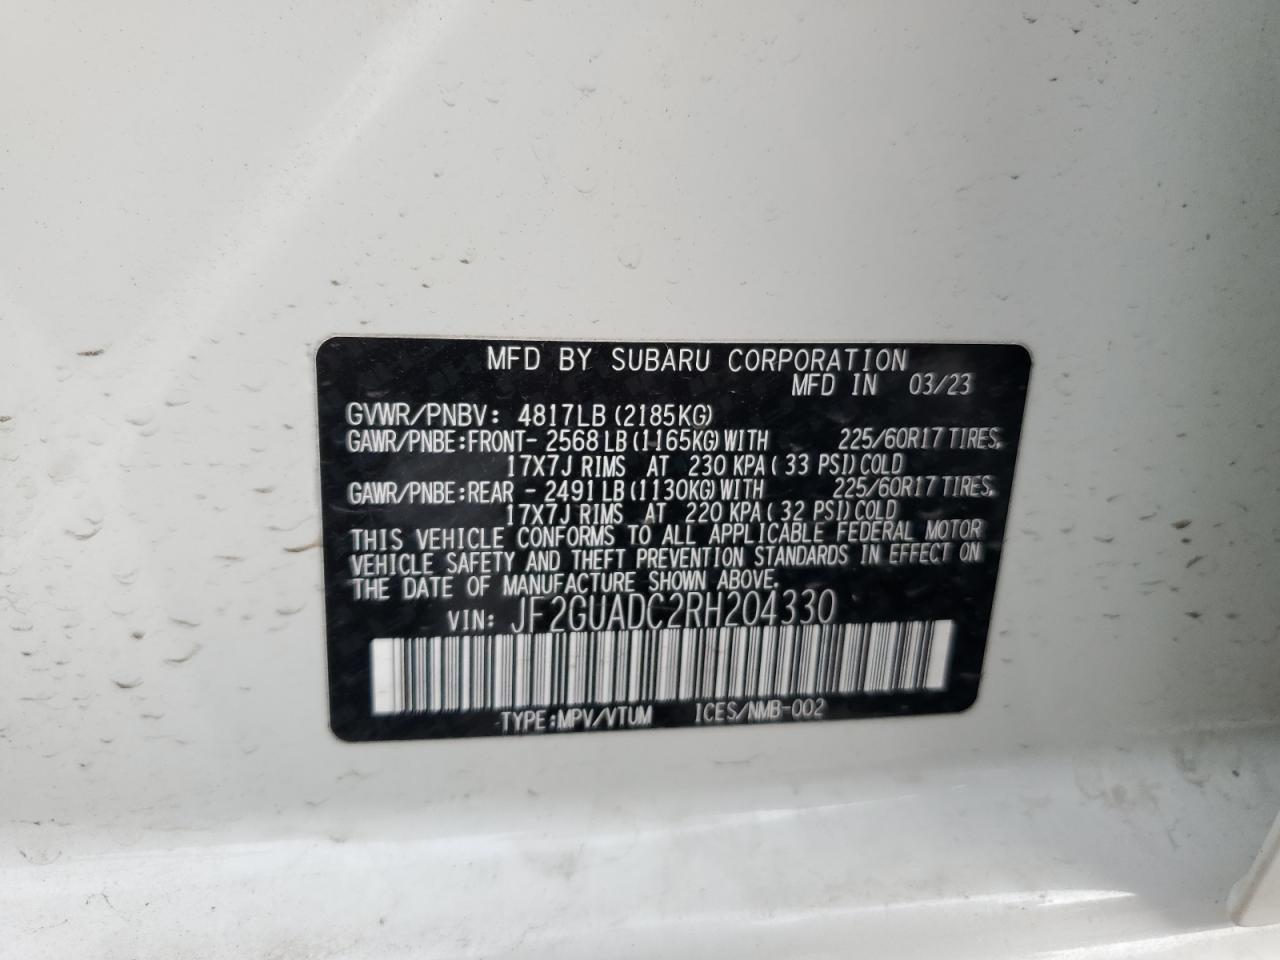 MFD BY SUBARU CORPORATION
MFD IN 03/23
GVWR/PNBV: 4817LB (2185KG)
GAWR/PNBE:FRONT- 2568 LB (1165KG) WITH 225/60R17 TIRES,
17X7J RIMS AT 230 KPA ( 33 PSI) COLD
GAWR/PNBE:REAR - 2491 LB (1130KG) WITH 225/60R17 TIRES,
17X7J RIMS AT 220 KPA ( 32 PSI) COLD
THIS VEHICLE CONFORMS TO ALL APPLICABLE FEDERAL MOTOR
VEHICLE SAFETY AND THEFT PREVENTION STANDARDS IN EFFECT ON
THE DATE OF MANUFACTURE SHOWN ABOVE.
VIN: JF2GUADC2RH204330
TYPE:MPV/VTUM ICES/NMB-002